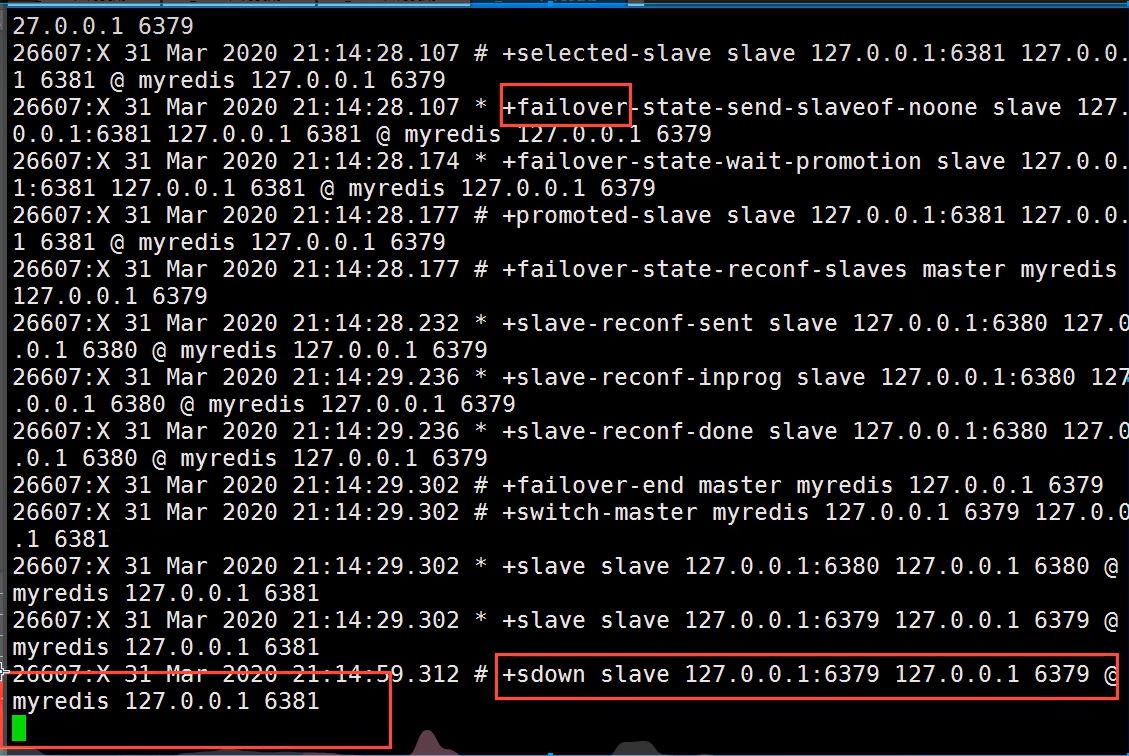 27.0.0.1 6379
26607:X 31 Mar 2020 21:14:28.107 # +selected-slave slave 127.0.0.1:6381 127.0.0.
1 6381 @ myredis 127.0.0.1 6379
26607:X 31 Mar 2020 21:14:28.107 * +failover-state-send-slaveof-noone slave 127.
0.0.1:6381 127.0.0.1 6381 @ myredis 127.0.0.1 6379
26607:X 31 Mar 2020 21:14:28.174 * +failover-state-wait-promotion slave 127.0.0.
1:6381 127.0.0.1 6381 @ myredis 127.0.0.1 6379
26607:X 31 Mar 2020 21:14:28.177 # +promoted-slave slave 127.0.0.1:6381 127.0.0.
1 6381 @ myredis 127.0.0.1 6379
26607:X 31 Mar 2020 21:14:28.177 # +failover-state-reconf-slaves master myredis
127.0.0.1 6379
26607:X 31 Mar 2020 21:14:28.232 * +slave-reconf-sent slave 127.0.0.1:6380 127.0
.0.1 6380 @ myredis 127.0.0.1 6379
26607:X 31 Mar 2020 21:14:29.236 * +slave-reconf-inprog slave 127.0.0.1:6380 127
.0.0.1 6380 @ myredis 127.0.0.1 6379
26607:X 31 Mar 2020 21:14:29.236 * +slave-reconf-done slave 127.0.0.1:6380 127.0
.0.1 6380 @ myredis 127.0.0.1 6379
26607:X 31 Mar 2020 21:14:29.302 # +failover-end master myredis 127.0.0.1 6379
26607:X 31 Mar 2020 21:14:29.302 # +switch-master myredis 127.0.0.1 6379 127.0.0
.1 6381
26607:X 31 Mar 2020 21:14:29.302 * +slave slave 127.0.0.1:6380 127.0.0.1 6380 @
myredis 127.0.0.1 6381
26607:X 31 Mar 2020 21:14:29.302 * +slave slave 127.0.0.1:6379 127.0.0.1 6379 @
myredis 127.0.0.1 6381
26607:X 31 Mar 2020 21:14:59.312 # +sdown slave 127.0.0.1:6379 127.0.0.1 6379 @
myredis 127.0.0.1 6381